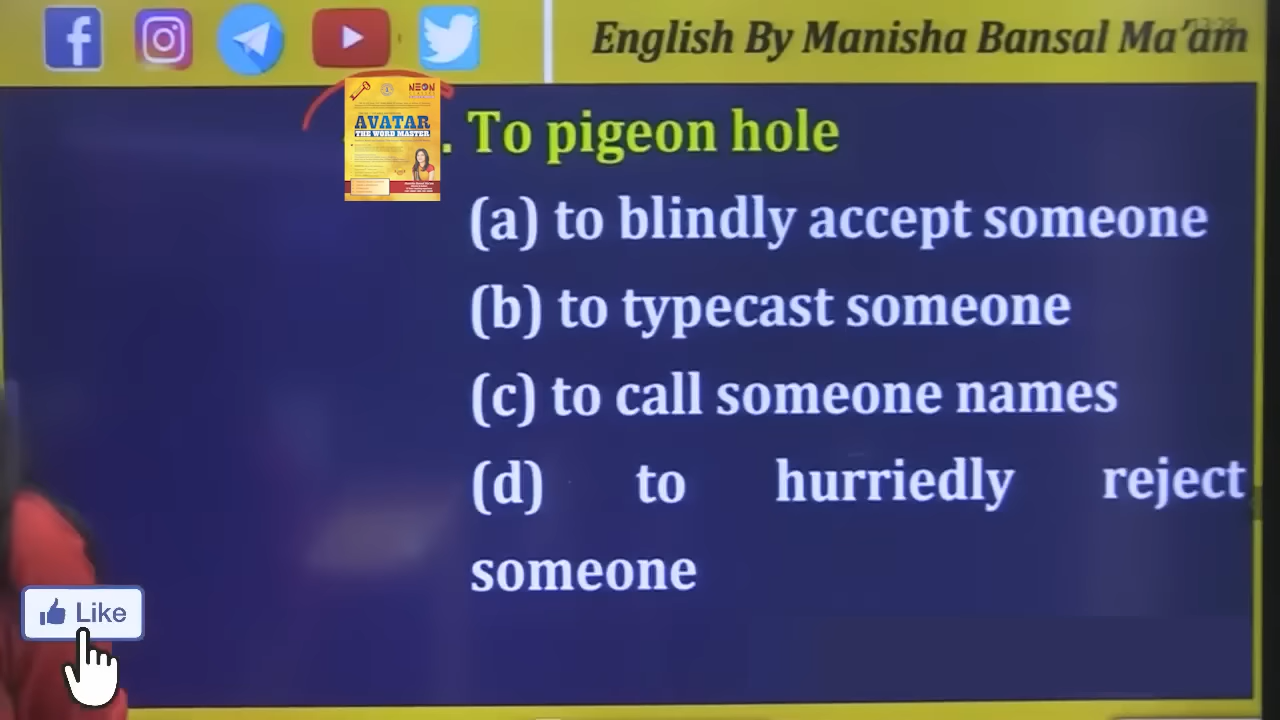 English By Manisha Bansal Ma’am
NEON
AVATAR
THE WORD MASTER
. To pigeon hole
(a) to blindly accept someone
(b) to typecast someone
(c) to call someone names
(d) to hurriedly reject
someone
Like